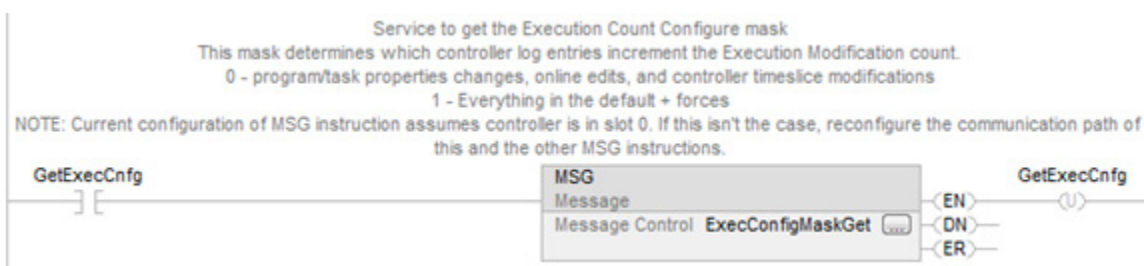 Service to get the Execution Count Configure mask
This mask determines which controller log entries increment the Execution Modification count.
0 - program/task properties changes, online edits, and controller timeslice modifications
1 - Everything in the default + forces
NOTE: Current configuration of MSG instruction assumes controller is in slot 0. If this isn't the case, reconfigure the communication path of
this and the other MSG instructions.
GetExecCnfg
MSG
Message
Message Control ExecConfigMaskGet ...
EN
DN
ER
GetExecCnfg
U